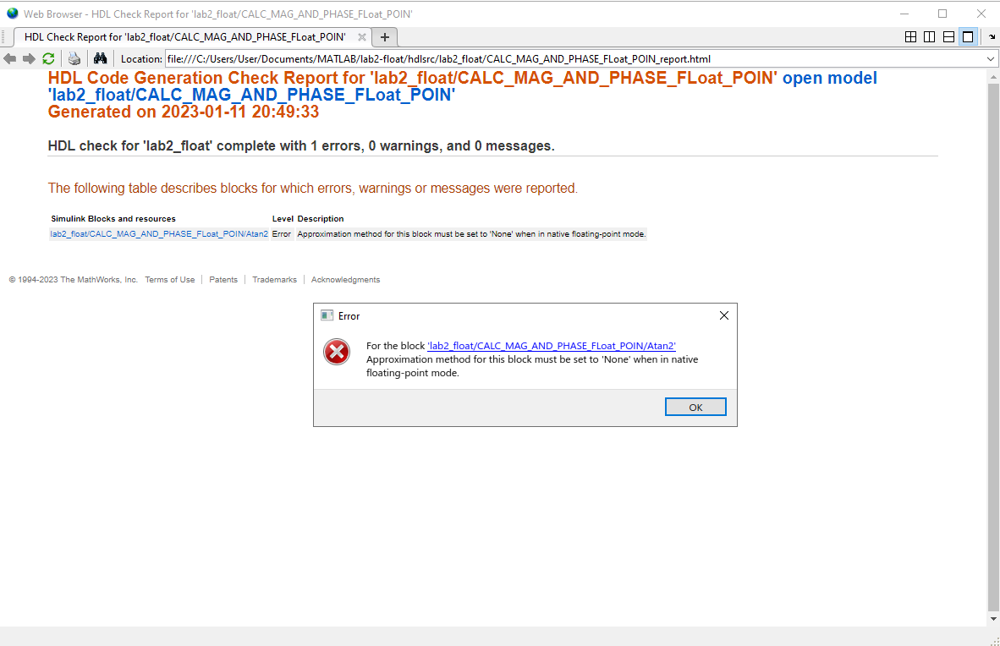 Web Browser - HDL Check Report for 'lab2_float/CALC_MAG_AND_PHASE_FLoat_POIN'
HDL Check Report for 'lab2_float/CALC_MAG_AND_PHASE_FLoat_POIN'
Location: file:///C:/Users/User/Documents/MATLAB/lab2-float/hdlsrc/lab2_float/CALC_MAG_AND_PHASE_FLoat_POIN_report.html
HDL Code Generation Check Report for 'lab2_float/CALC_MAG_AND_PHASE_FLoat_POIN' open model
'lab2_float/CALC_MAG_AND_PHASE_FLoat_POIN'
Generated on 2023-01-11 20:49:33
HDL check for 'lab2_float' complete with 1 errors, 0 warnings, and 0 messages.
The following table describes blocks for which errors, warnings or messages were reported.
Simulink Blocks and resources Level Description
lab2_float/CALC_MAG_AND_PHASE_FLoat_POIN/Atan2 Error Approximation method for this block must be set to 'None' when in native floating-point mode.
© 1994-2023 The MathWorks, Inc. Terms of Use | Patents | Trademarks | Acknowledgments
Error
For the block 'lab2_float/CALC_MAG_AND_PHASE_FLoat_POIN/Atan2'
Approximation method for this block must be set to 'None' when in native
floating-point mode.
OK